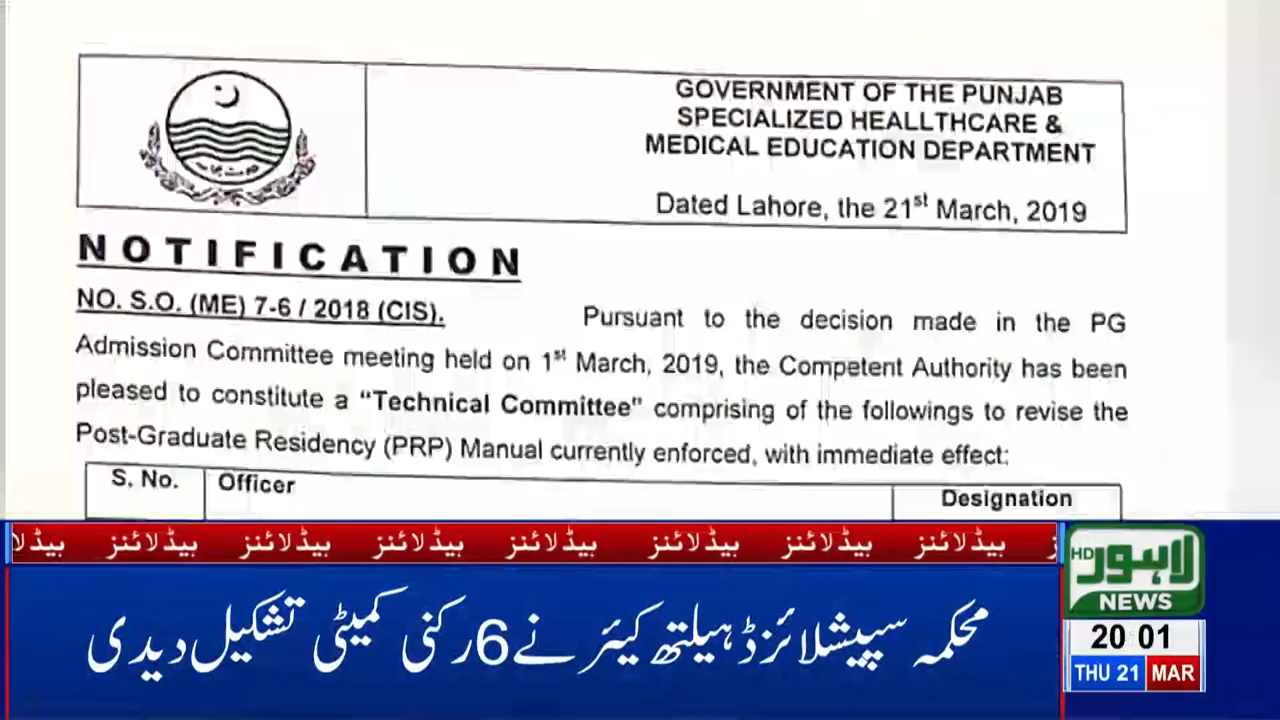 GOVERNMENT OF THE PUNJAB
SPECIALIZED HEALLTHCARE &
MEDICAL EDUCATION DEPARTMENT
Dated Lahore, the 21st March, 2019
NOTIFICATION
NO. S.O. (ME) 7-6 / 2018 (CIS). Pursuant to the decision made in the PG
Admission Committee meeting held on 1st March, 2019, the Competent Authority has been
pleased to constitute a “Technical Committee” comprising of the followings to revise the
Post-Graduate Residency (PRP) Manual currently enforced, with immediate effect:
S. No. Officer Designation
ہیڈلائنز ہیڈلائنز ہیڈلائنز ہیڈلائنز ہیڈلائنز ہیڈلائنز ہیڈلائنز
محکمہ سپیشلائزڈ ہیلتھ کیئر نے 6 رکنی کمیٹی تشکیل دیدی
لاہور HD
NEWS
20 01
THU 21 MAR